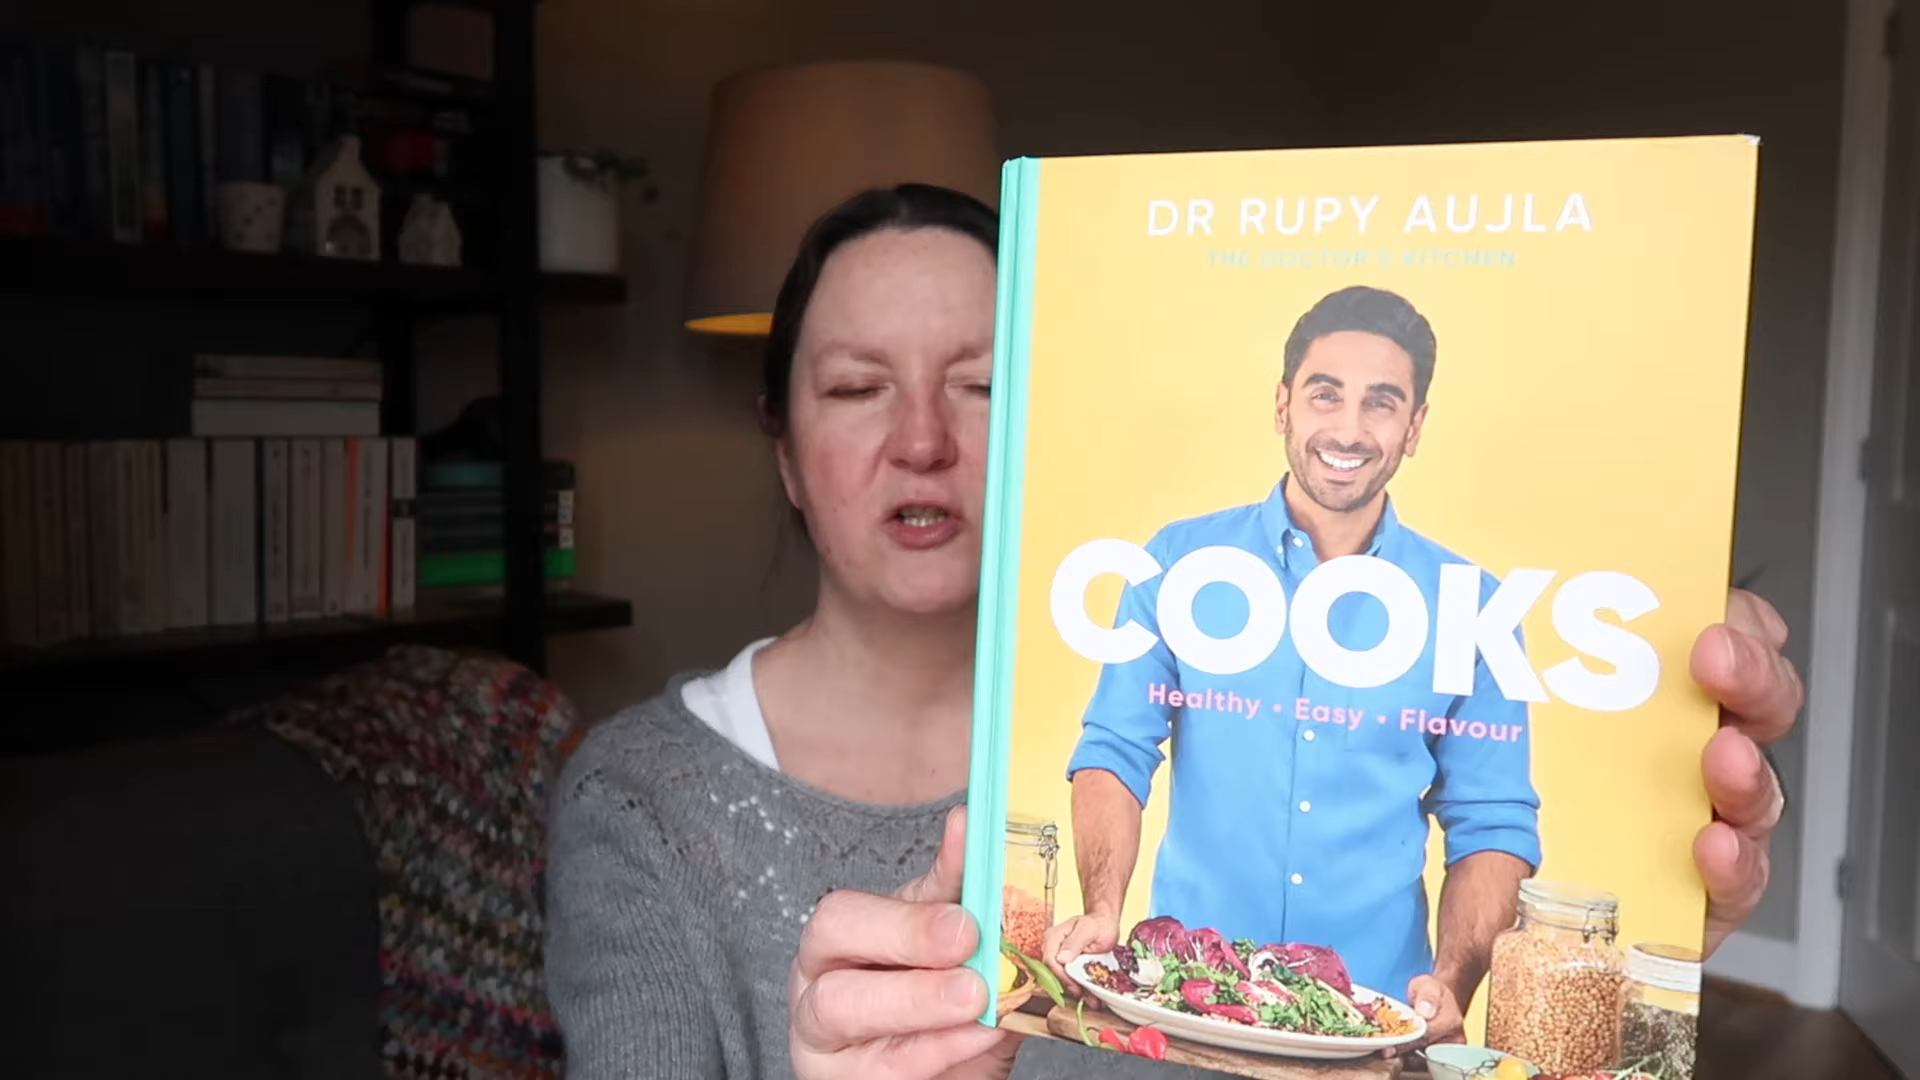 DR RUPY AUJLA
THE DOCTOR'S KITCHEN
COOKS
Healthy • Easy • Flavour